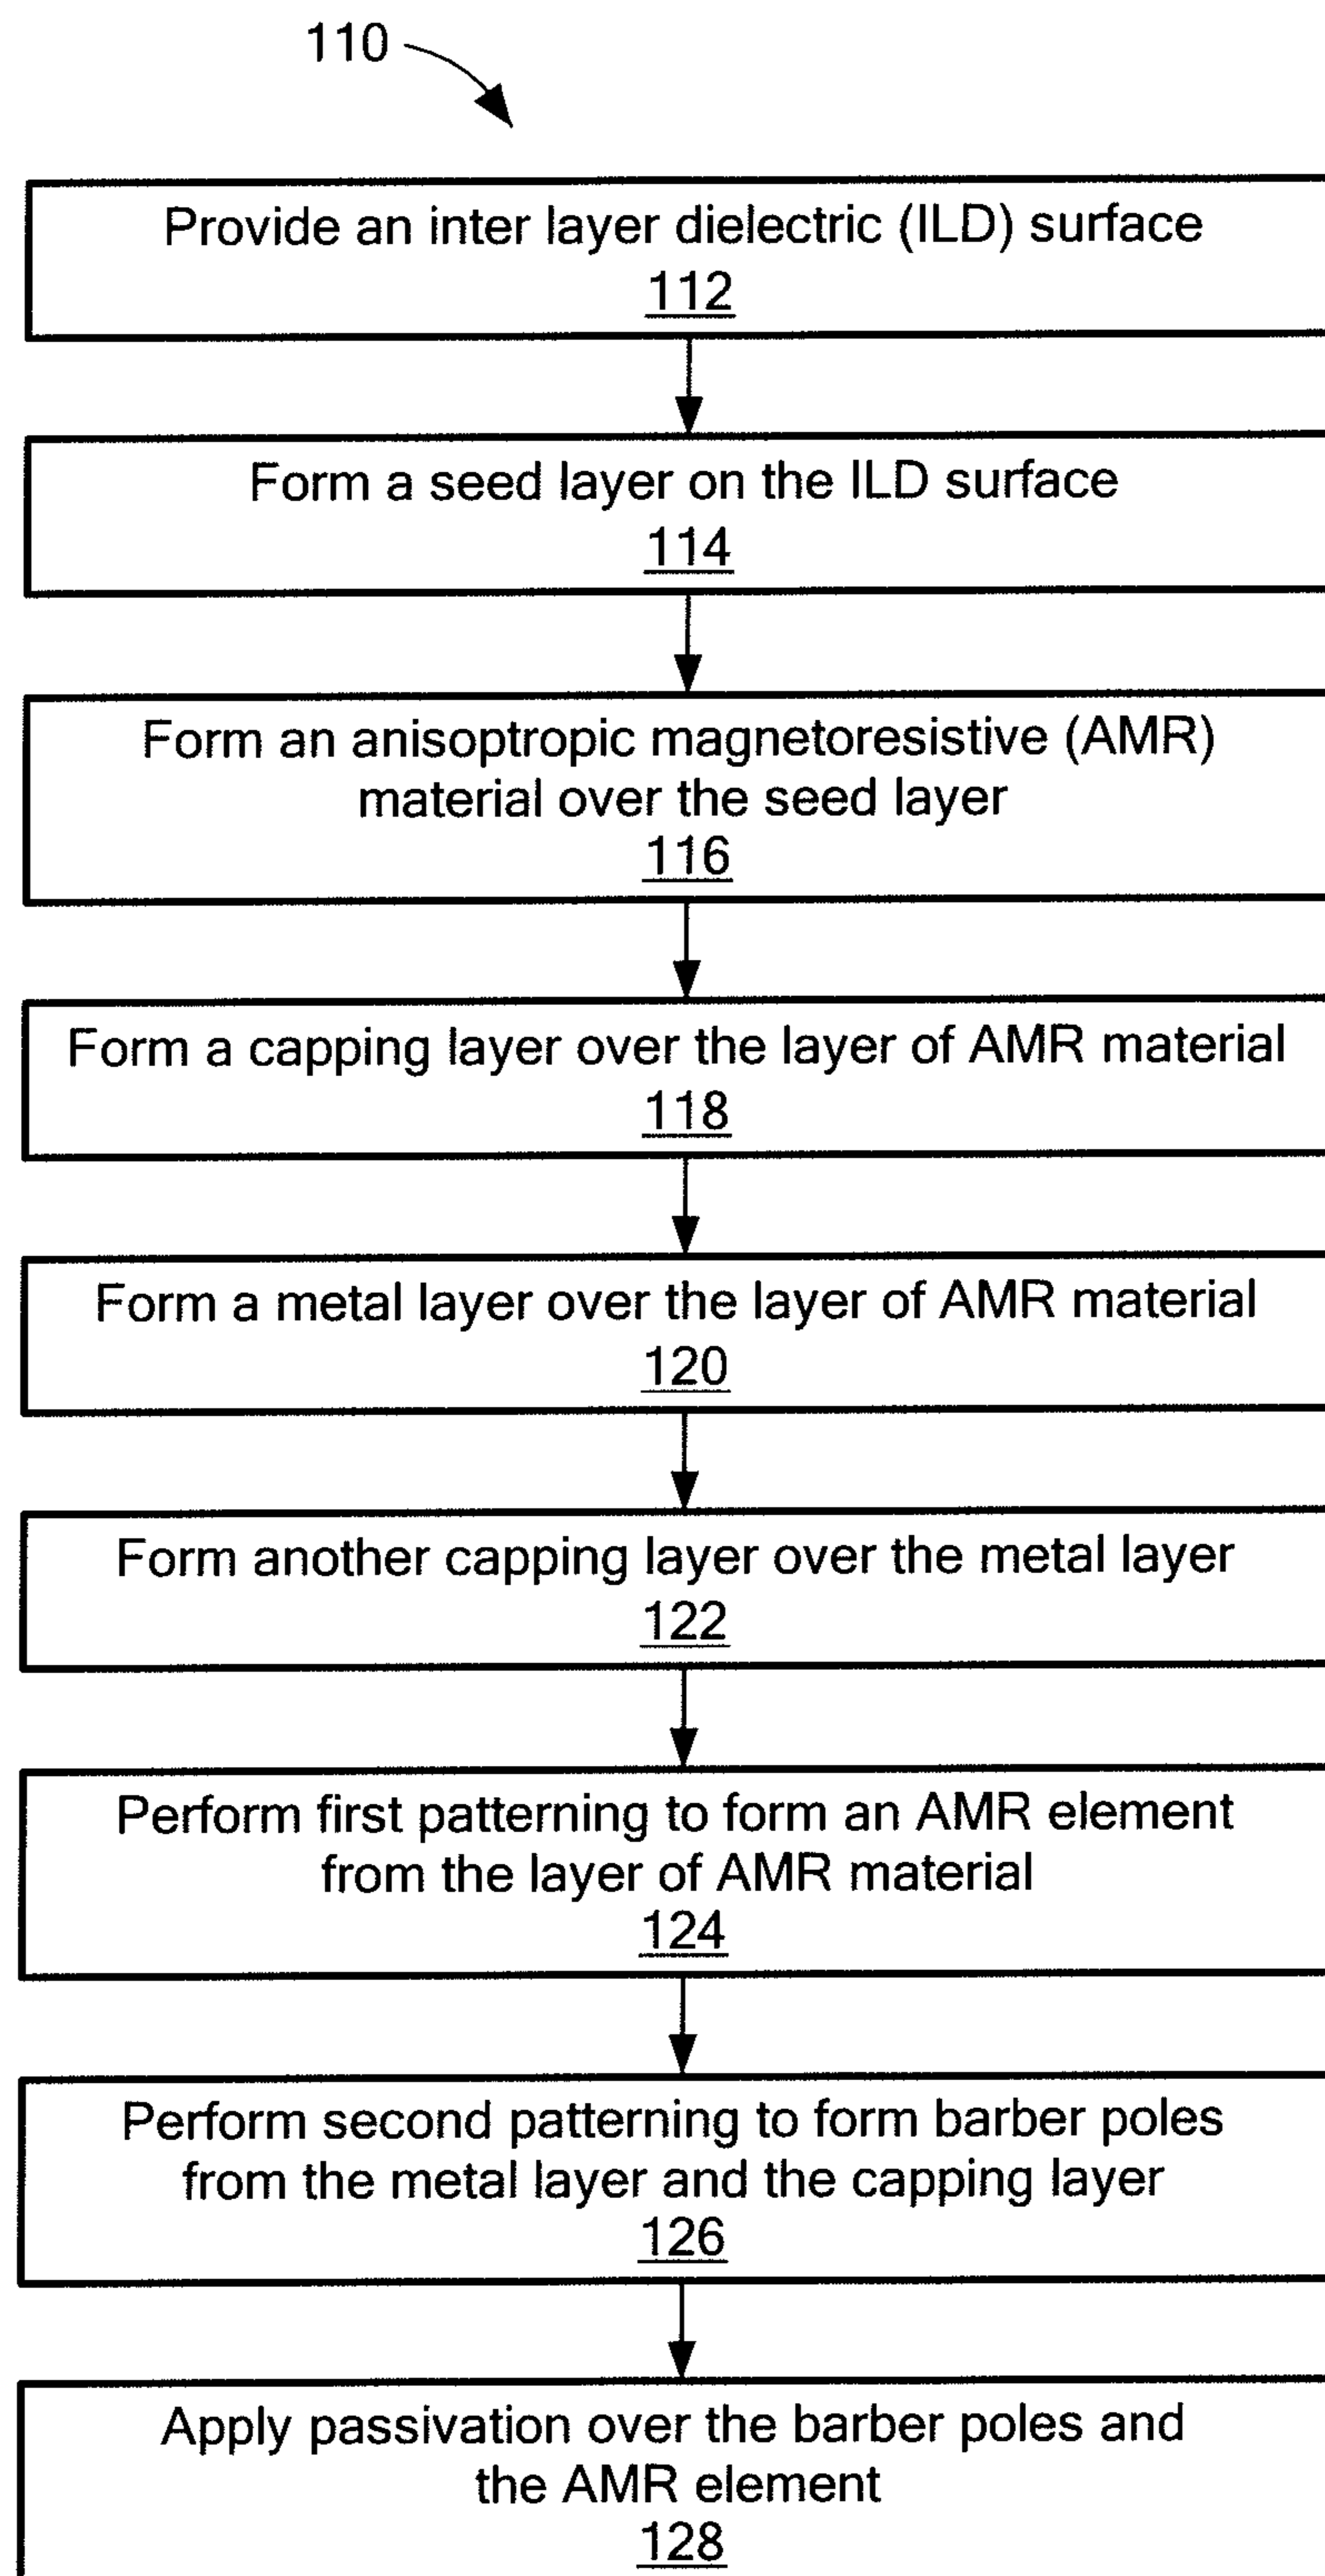 110
Provide an inter layer dielectric (ILD) surface
112
Form a seed layer on the ILD surface
114
Form an anisoptropic magnetoresistive (AMR)
material over the seed layer
116
Form a capping layer over the layer of AMR material
118
Form a metal layer over the layer of AMR material
120
Form another capping layer over the metal layer
122
Perform first patterning to form an AMR element
from the layer of AMR material
124
Perform second patterning to form barber poles
from the metal layer and the capping layer
126
Apply passivation over the barber poles and
the AMR element
128